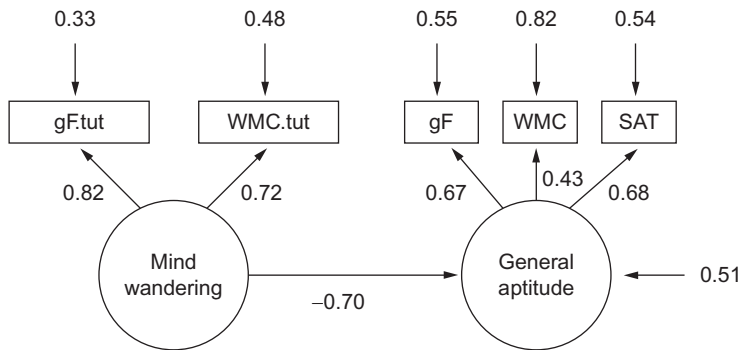 0.33 0.48 0.55 0.82 0.54
gF.tut WMC.tut gF WMC SAT
0.82 0.72 0.67 0.43 0.68
Mind
wandering
General
aptitude
−0.70
0.51